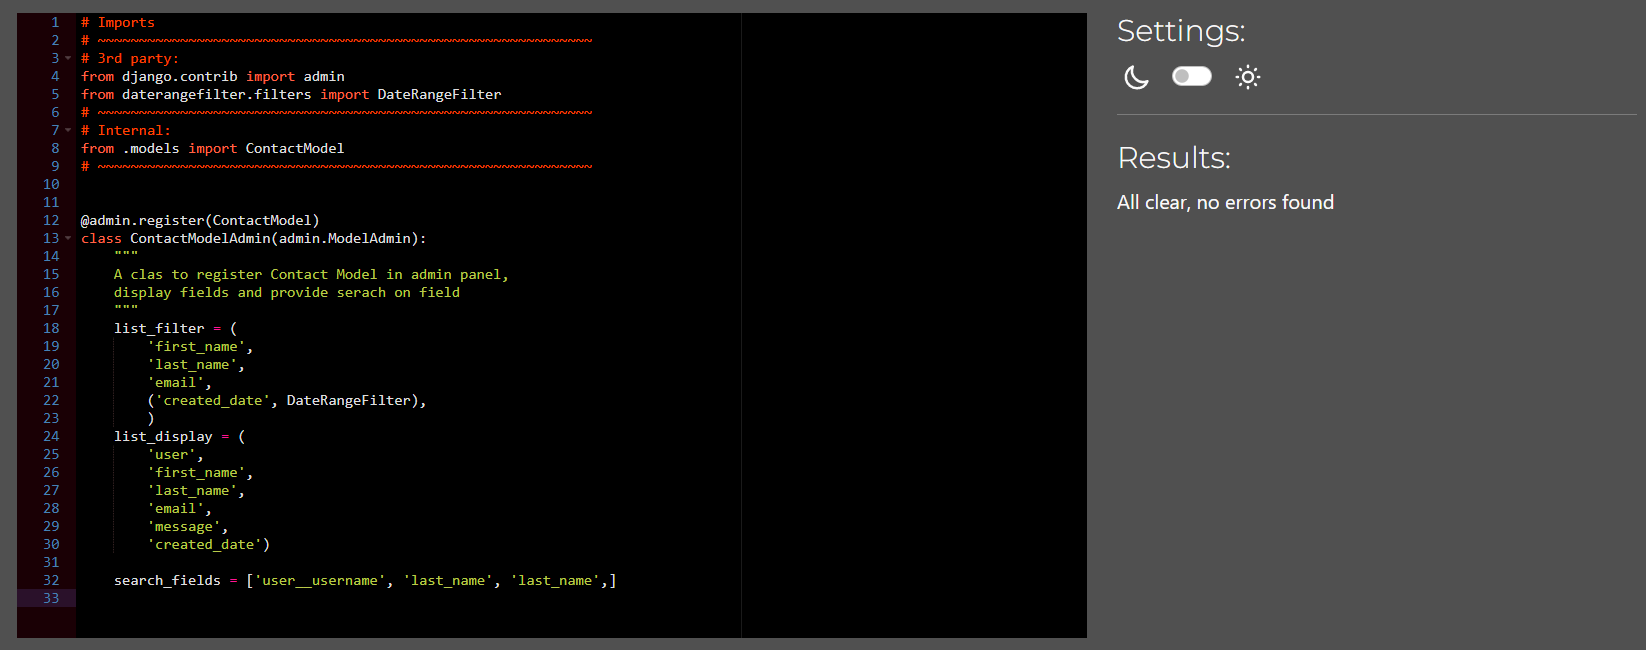 1 # Imports
2 # ~~~~~~~~~~~~~~~~~~~~~~~~~~~~~~~~~~~~~~~~~~~~~~~~~~~~~~~~~~~~
3 # 3rd party:
4 from django.contrib import admin
5 from daterangefilter.filters import DateRangeFilter
6 # ~~~~~~~~~~~~~~~~~~~~~~~~~~~~~~~~~~~~~~~~~~~~~~~~~~~~~~~~~~~~
7 # Internal:
8 from .models import ContactModel
9 # ~~~~~~~~~~~~~~~~~~~~~~~~~~~~~~~~~~~~~~~~~~~~~~~~~~~~~~~~~~~~
10
11
12 @admin.register(ContactModel)
13 class ContactModelAdmin(admin.ModelAdmin):
14     """
15     A clas to register Contact Model in admin panel,
16     display fields and provide serach on field
17     """
18     list_filter = (
19         'first_name',
20         'last_name',
21         'email',
22         ('created_date', DateRangeFilter),
23         )
24     list_display = (
25         'user',
26         'first_name',
27         'last_name',
28         'email',
29         'message',
30         'created_date')
31
32     search_fields = ['user__username', 'last_name', 'last_name',]
33
Settings:
Results:
All clear, no errors found